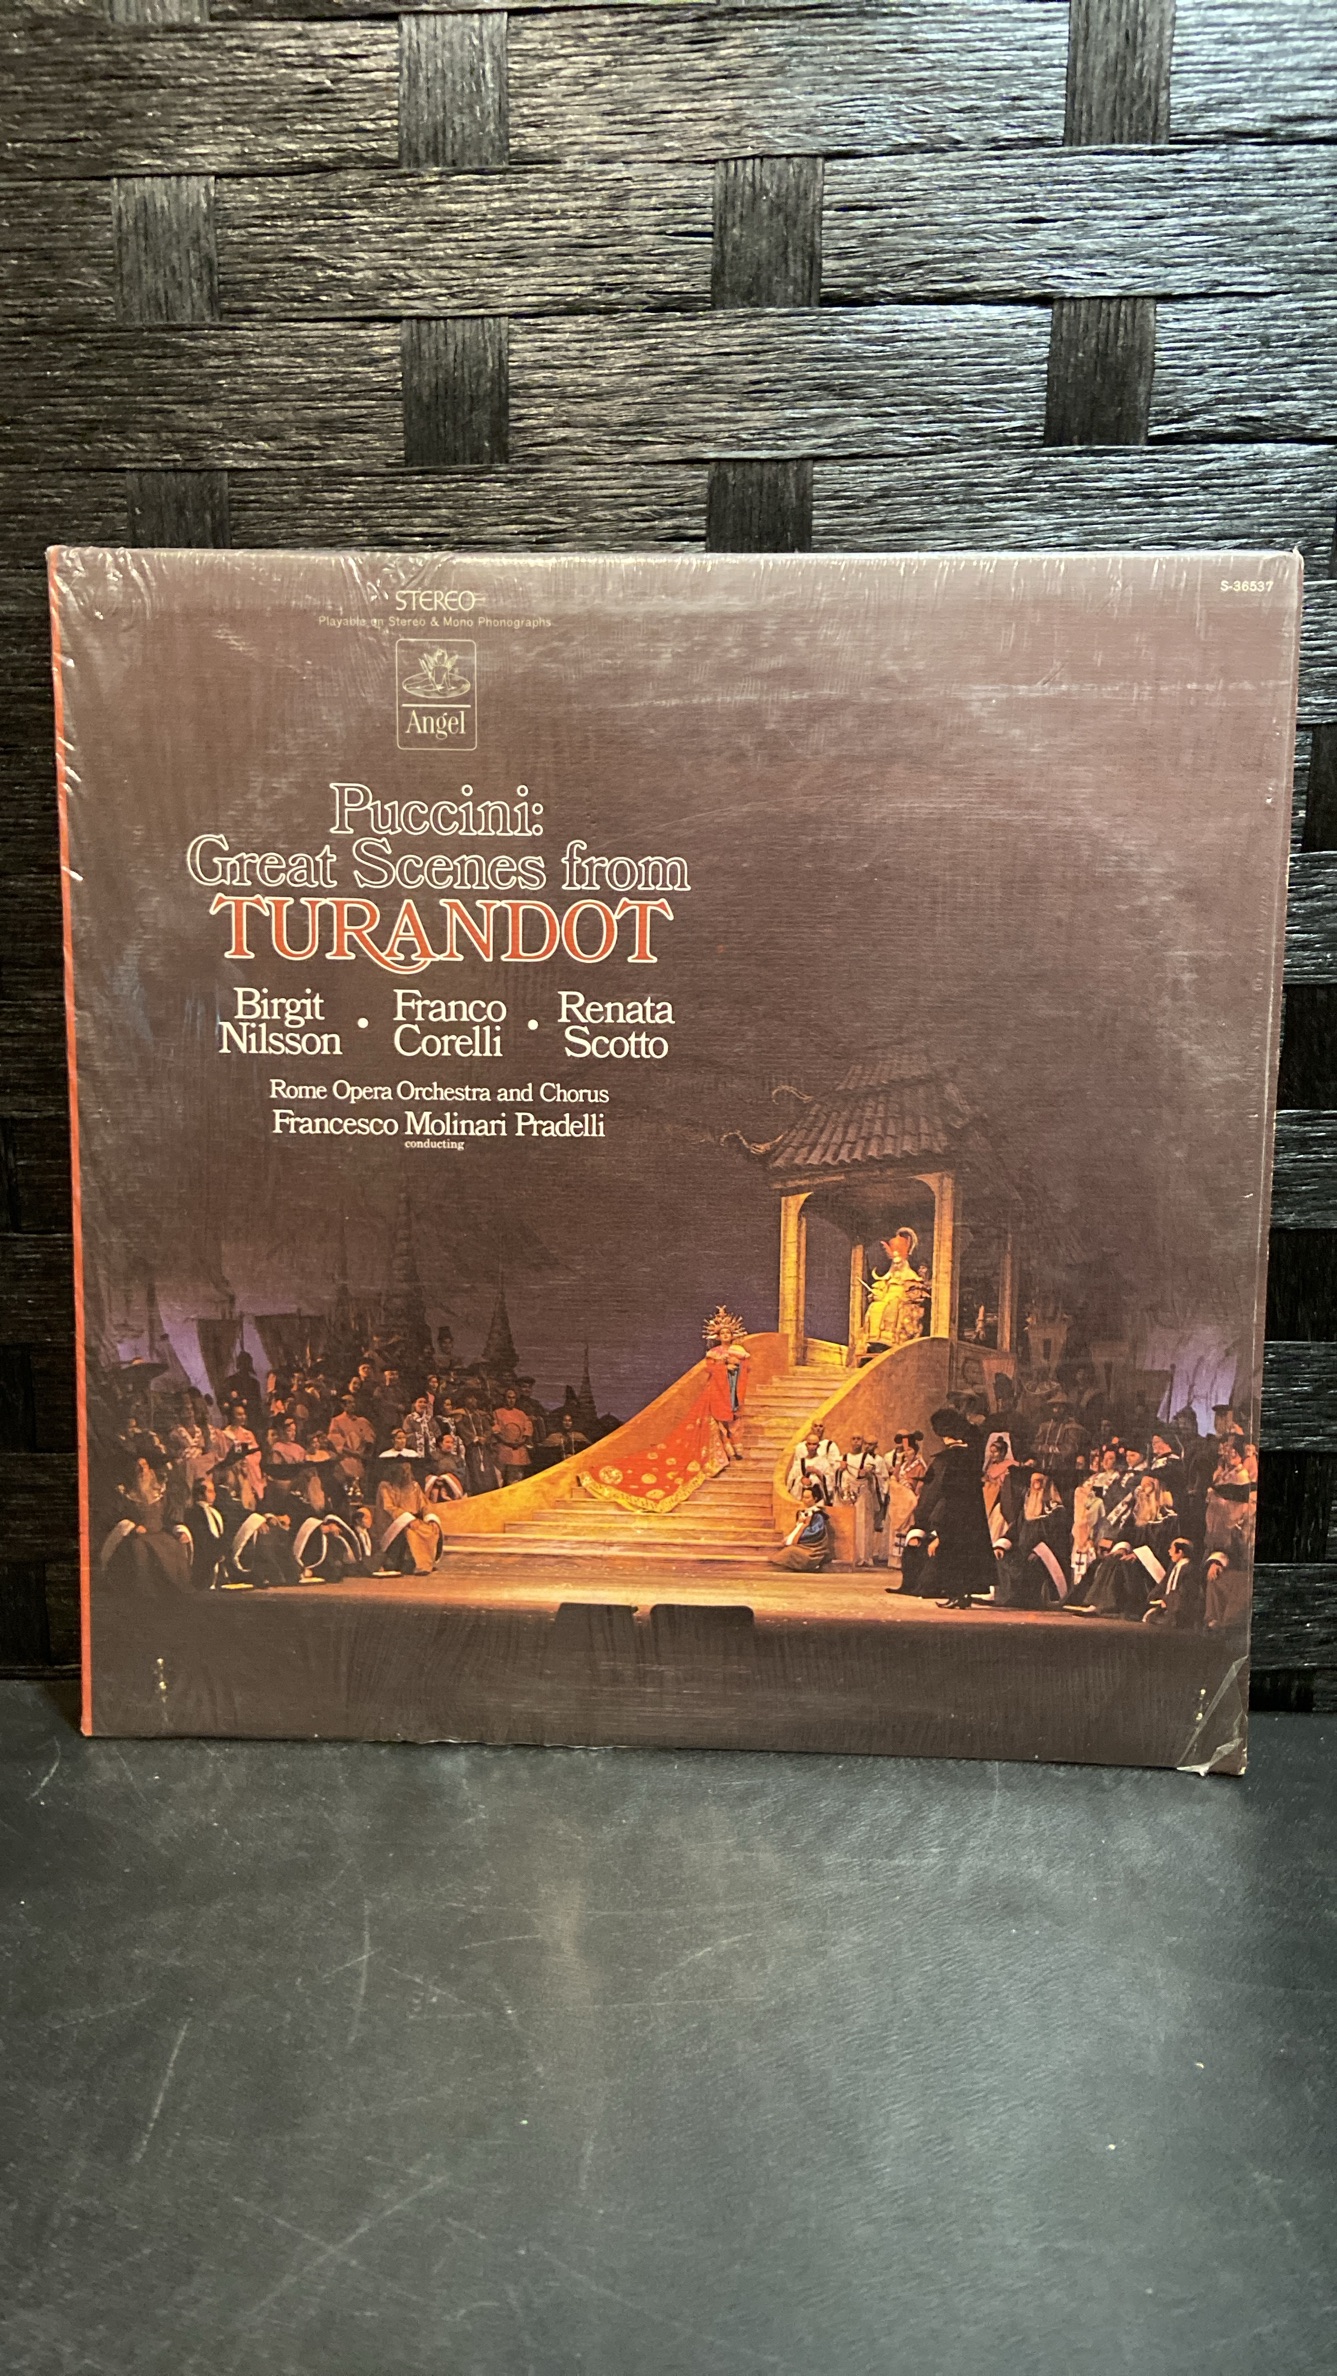 STEREO
S-36537
Playable on Stereo & Mono Phonographs
Angel
Puccini:
Great Scenes from
TURANDOT
Birgit Nilsson • Franco Corelli • Renata Scotto
Rome Opera Orchestra and Chorus
Francesco Molinari Pradelli
conducting